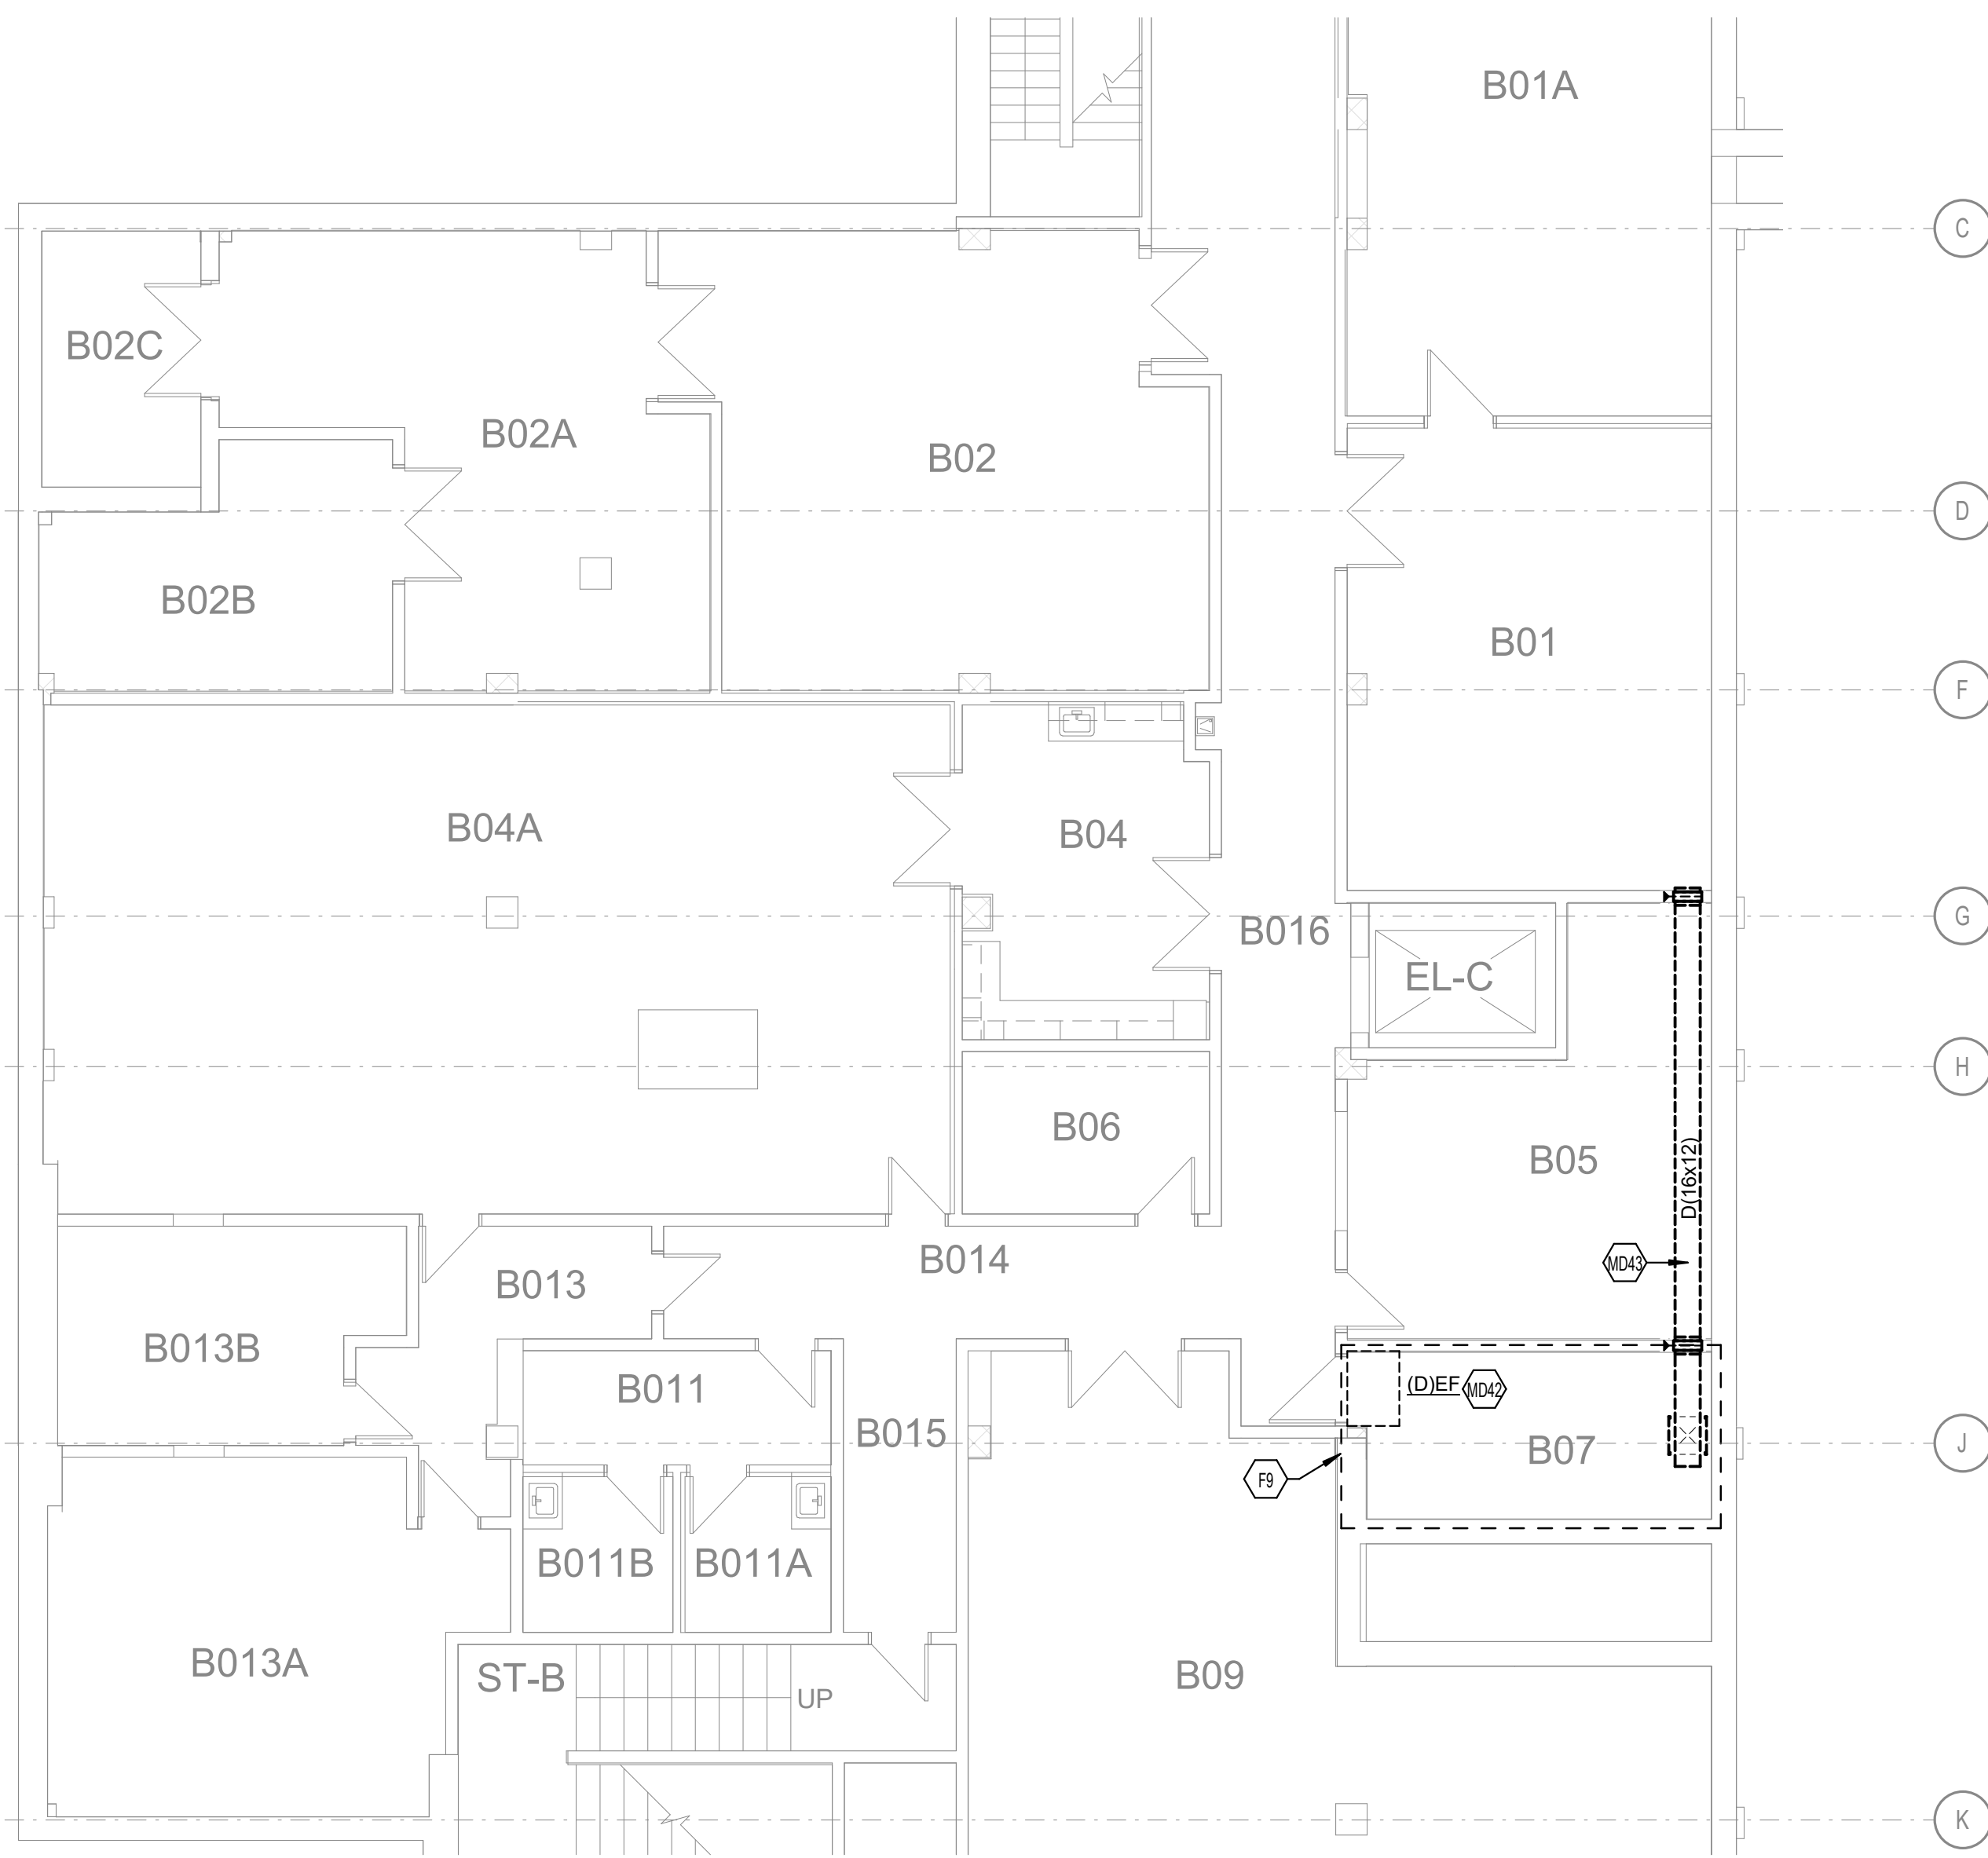 B01A
C
B02C
B02A
B02
D
B02B
B01
F
B04A
B04
B016
G
EL-C
H
B06
B05
D(16x12)
B014
MD43
B013
B013B
B011
(D)EF
MD42
B015
B07
J
F9
B011B
B011A
B013A
ST-B
B09
UP
K